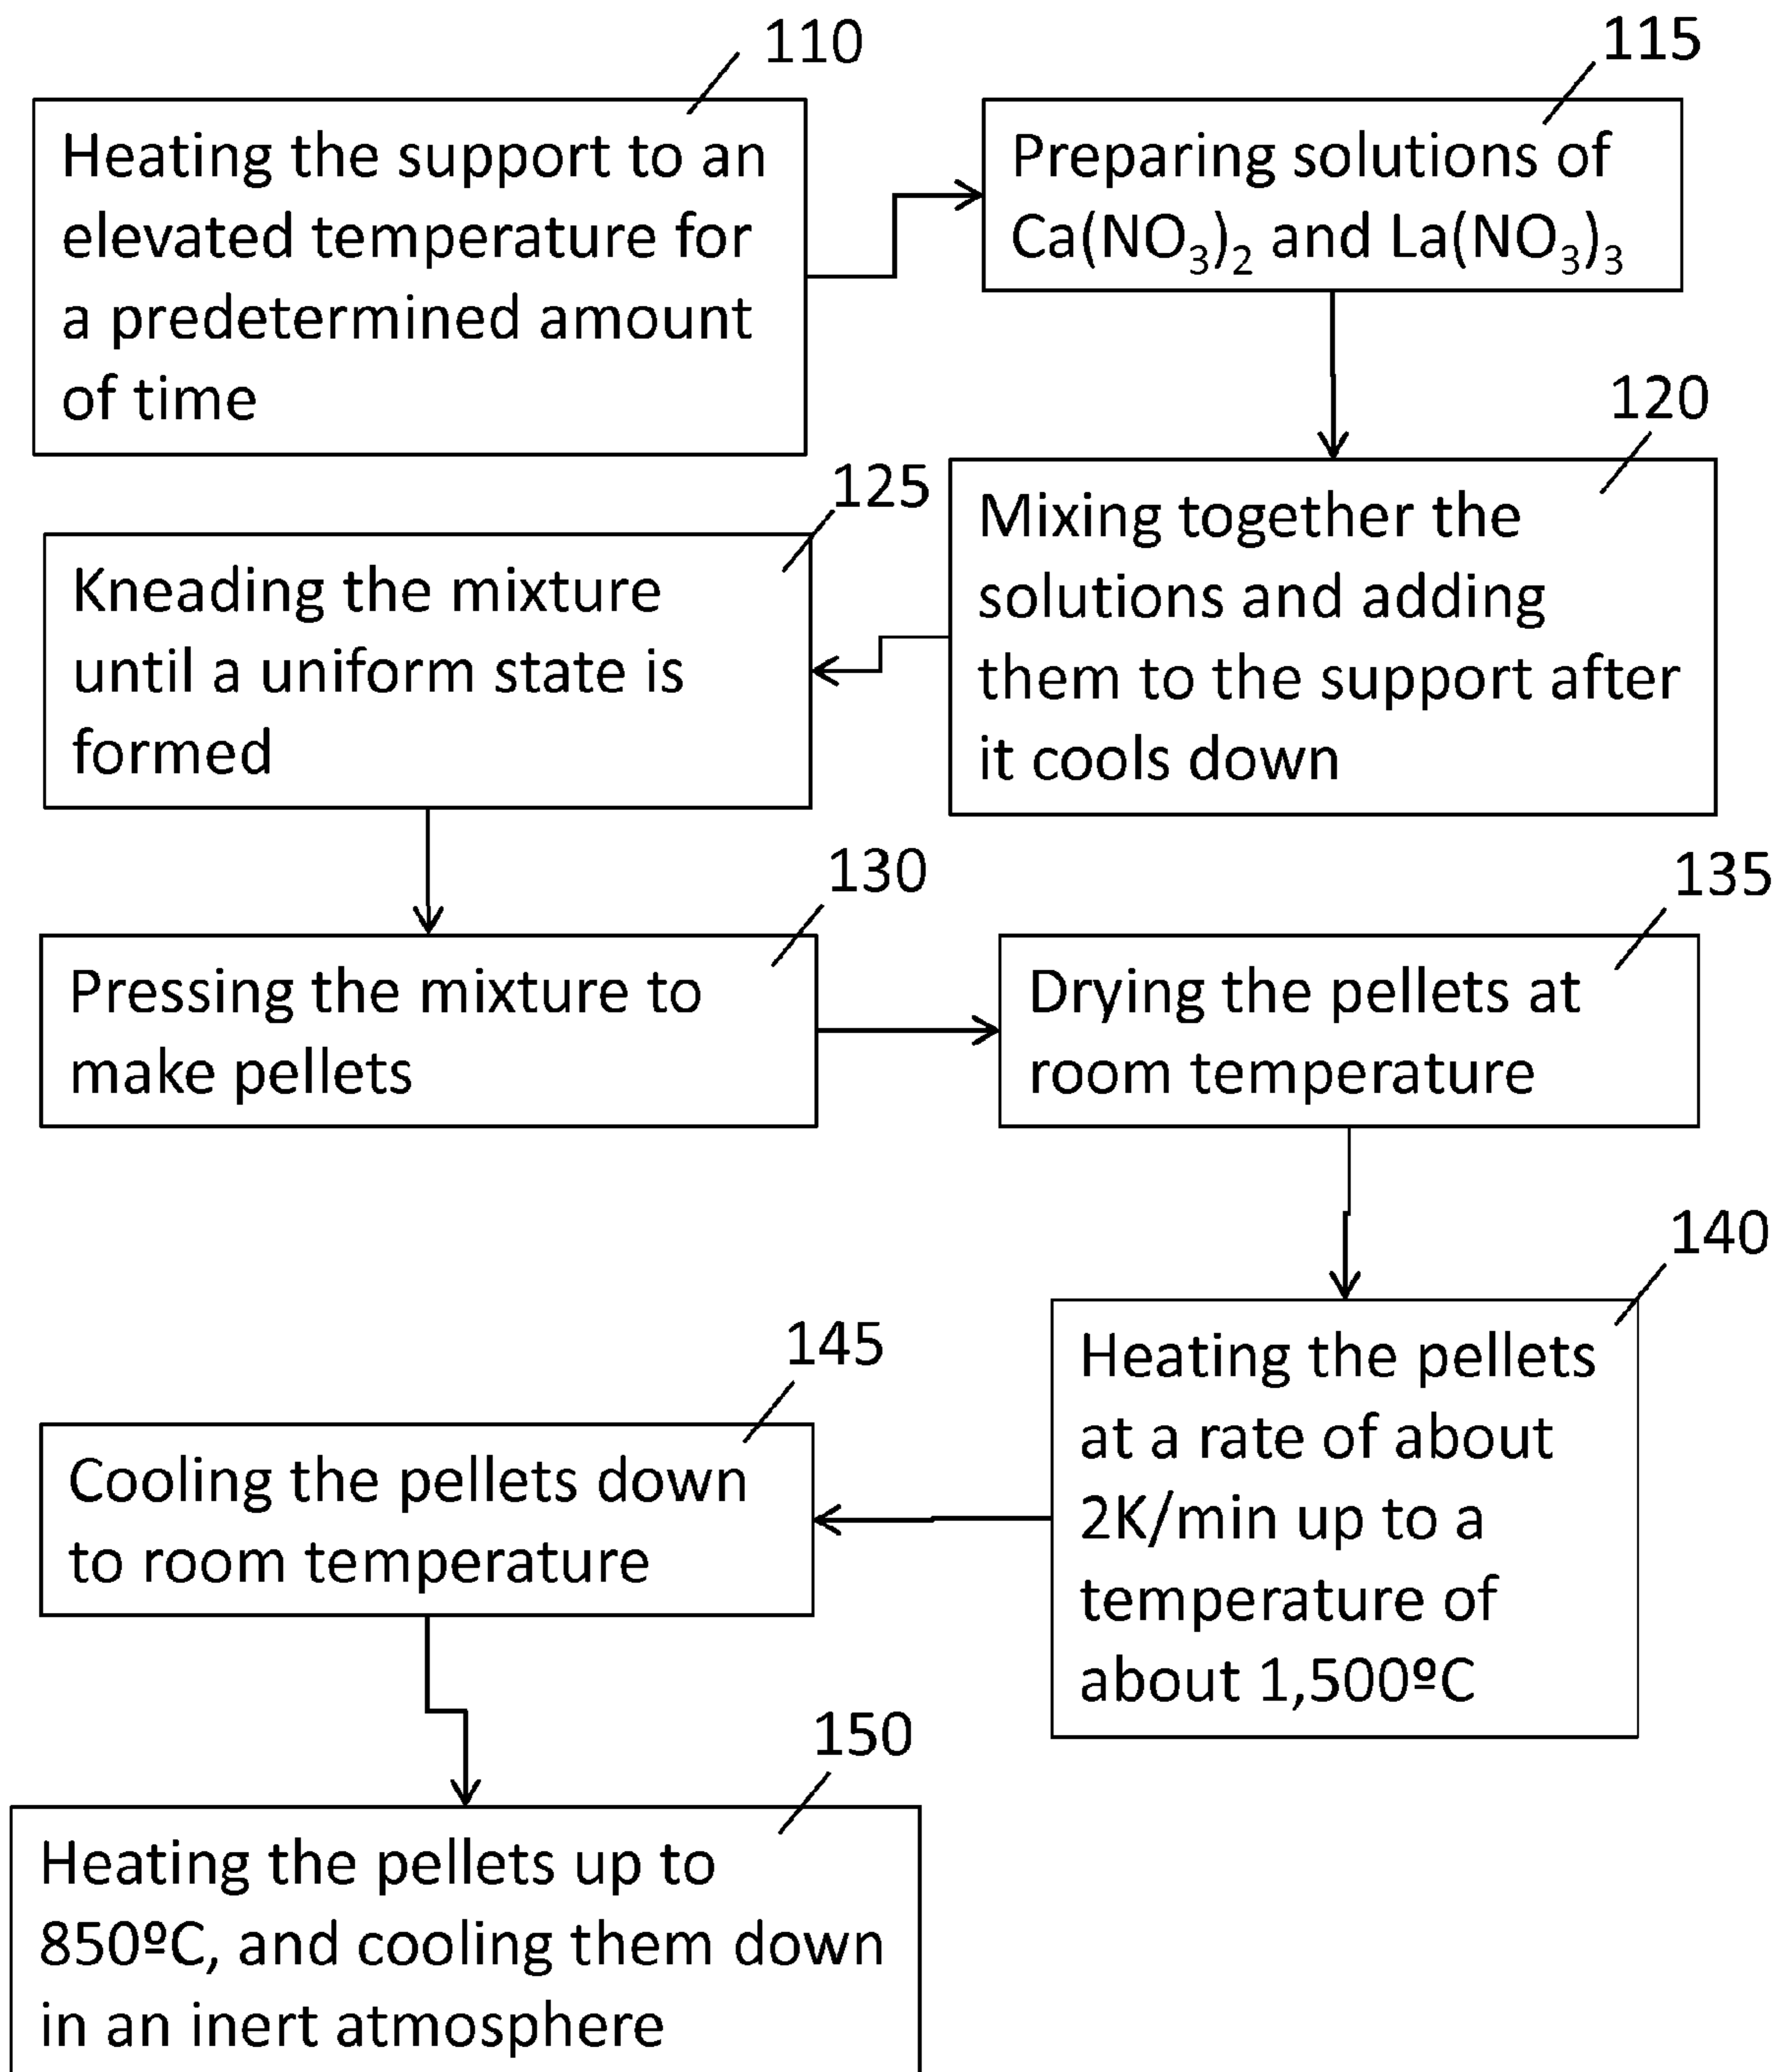 110
Heating the support to an
elevated temperature for
a predetermined amount
of time
115
Preparing solutions of
Ca(NO₃)₂ and La(NO₃)₃
120
Mixing together the
solutions and adding
them to the support after
it cools down
125
Kneading the mixture
until a uniform state is
formed
130
Pressing the mixture to
make pellets
135
Drying the pellets at
room temperature
140
Heating the pellets
at a rate of about
2K/min up to a
temperature of
about 1,500ºC
145
Cooling the pellets down
to room temperature
150
Heating the pellets up to
850ºC, and cooling them down
in an inert atmosphere